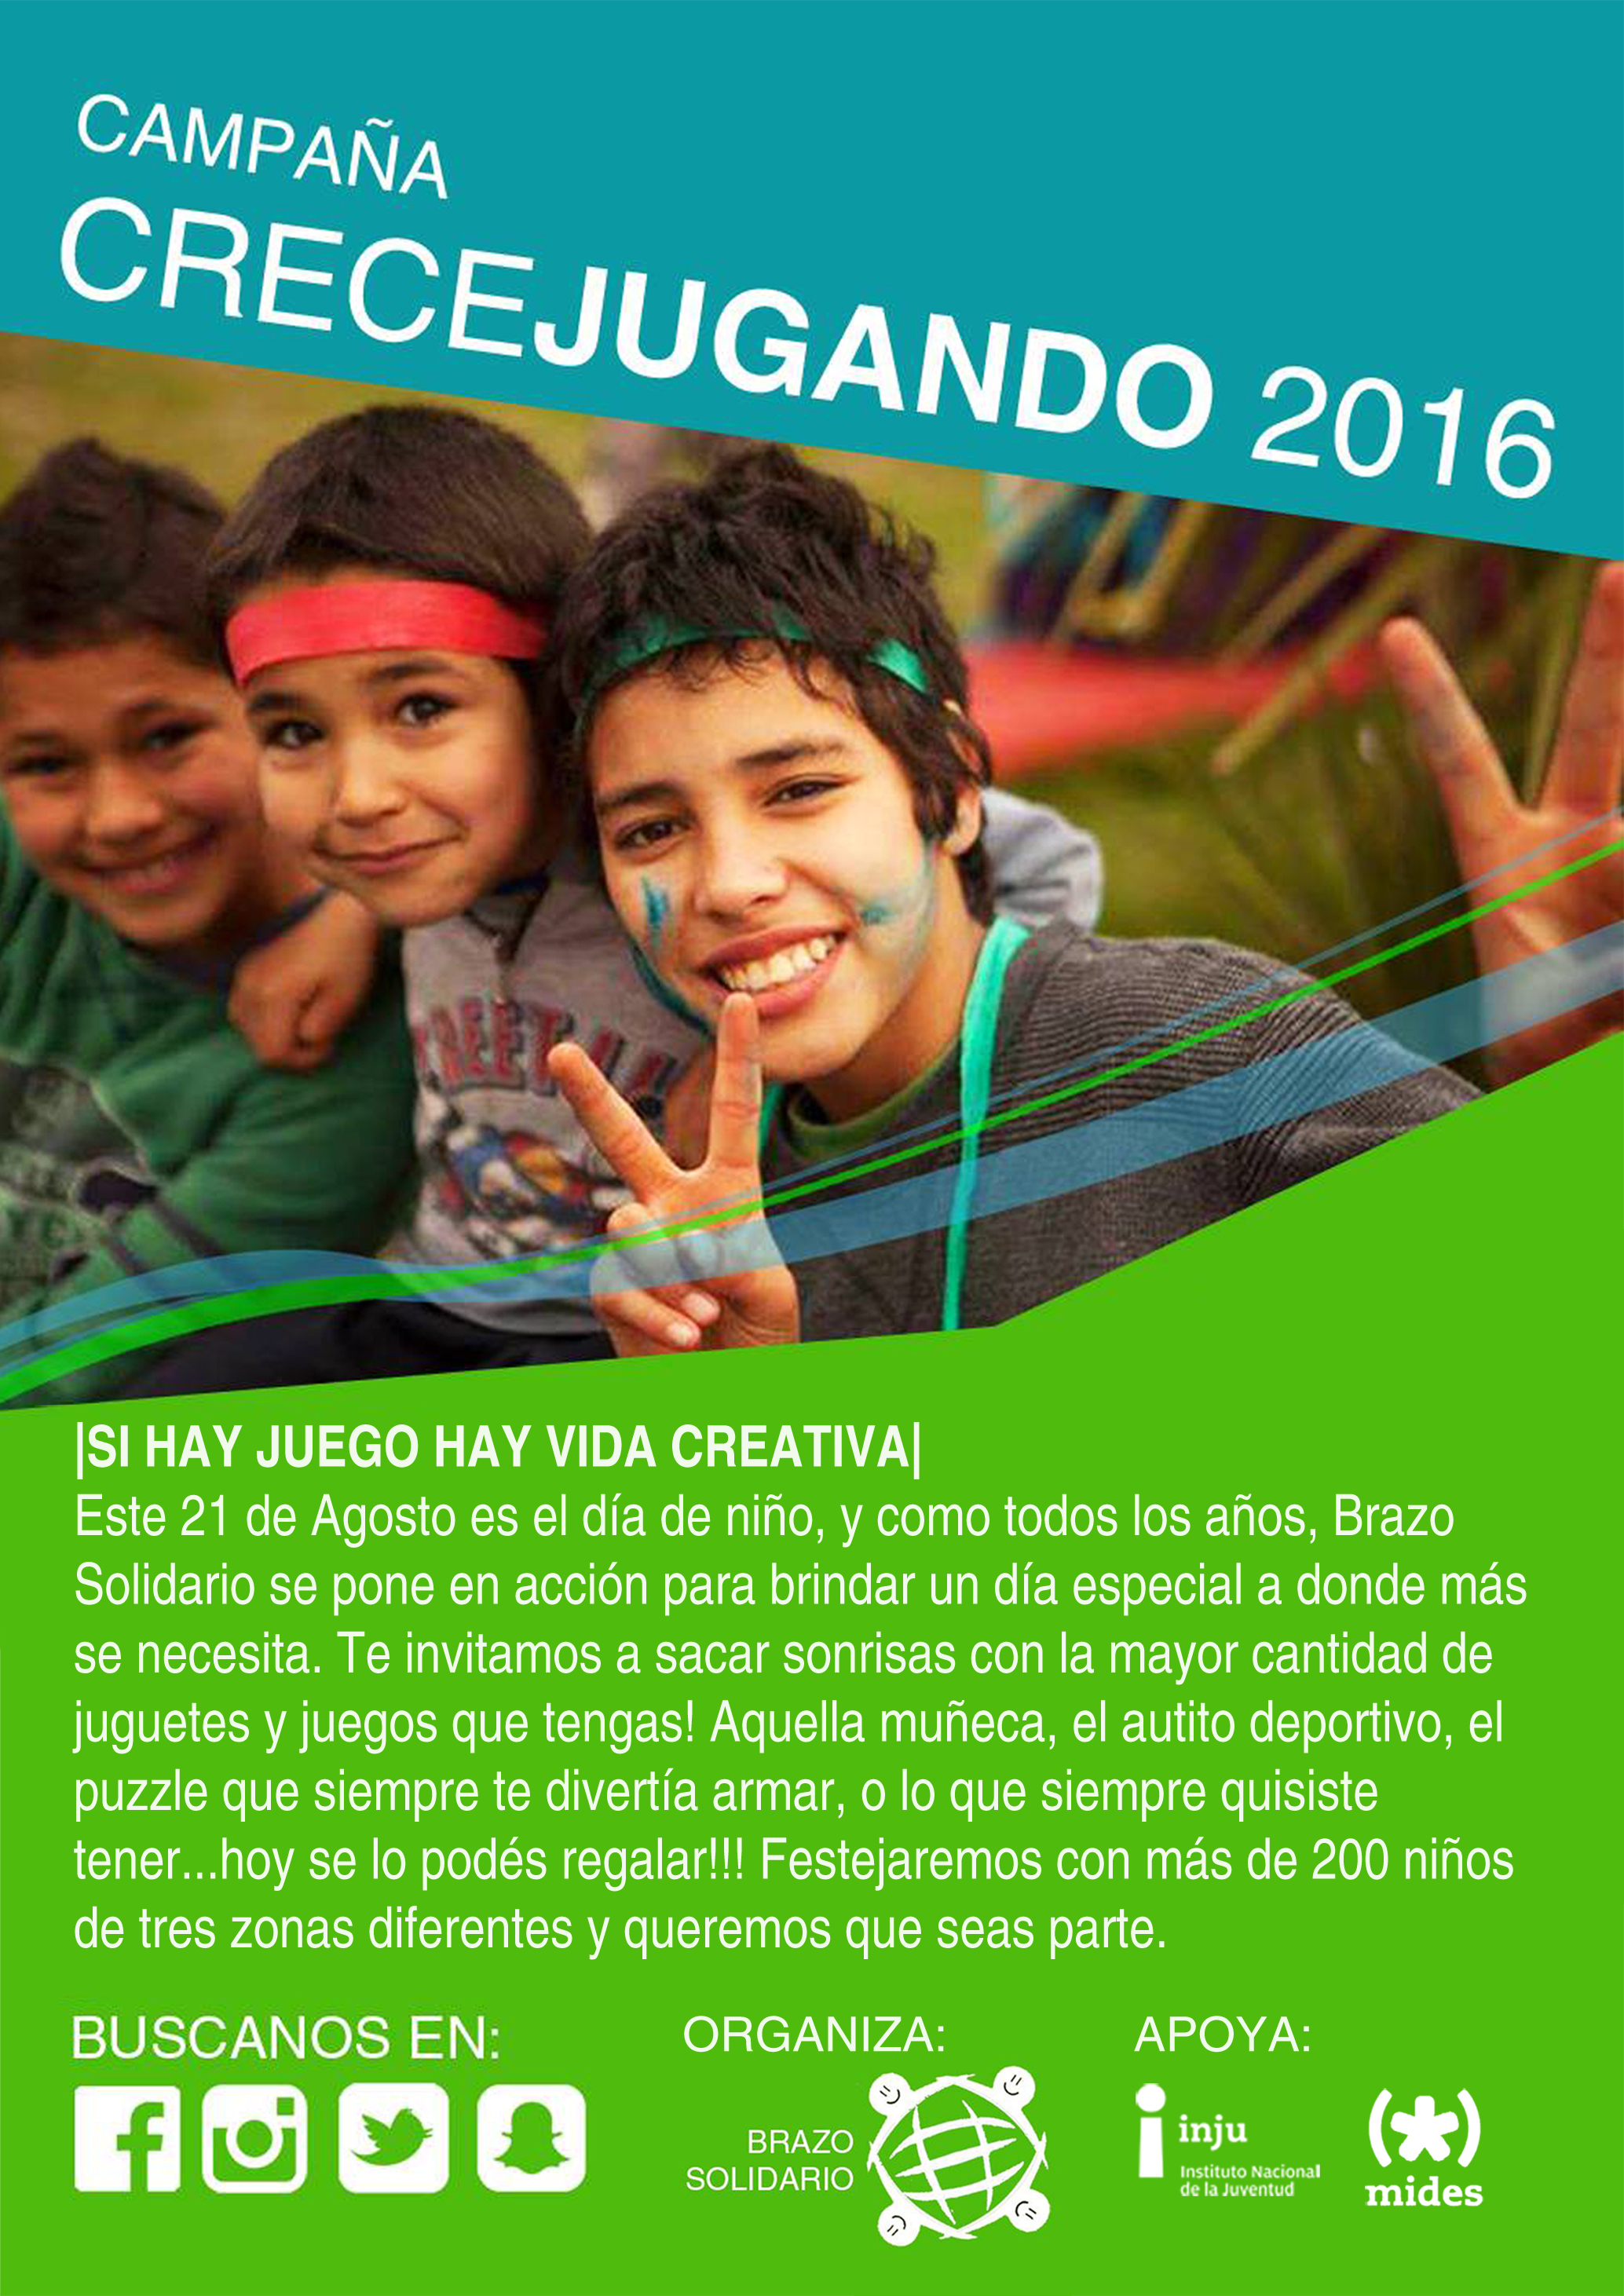 CAMPAÑA
CRECEJUGANDO 2016
|SI HAY JUEGO HAY VIDA CREATIVA|
Este 21 de Agosto es el día de niño, y como todos los años, Brazo
Solidario se pone en acción para brindar un día especial a donde más
se necesita. Te invitamos a sacar sonrisas con la mayor cantidad de
juguetes y juegos que tengas! Aquella muñeca, el autito deportivo, el
puzzle que siempre te divertía armar, o lo que siempre quisiste
tener...hoy se lo podés regalar!!! Festejaremos con más de 200 niños
de tres zonas diferentes y queremos que seas parte.
BUSCANOS EN:
ORGANIZA:
BRAZO
SOLIDARIO
APOYA:
inju
Instituto Nacional
de la Juventud
mides